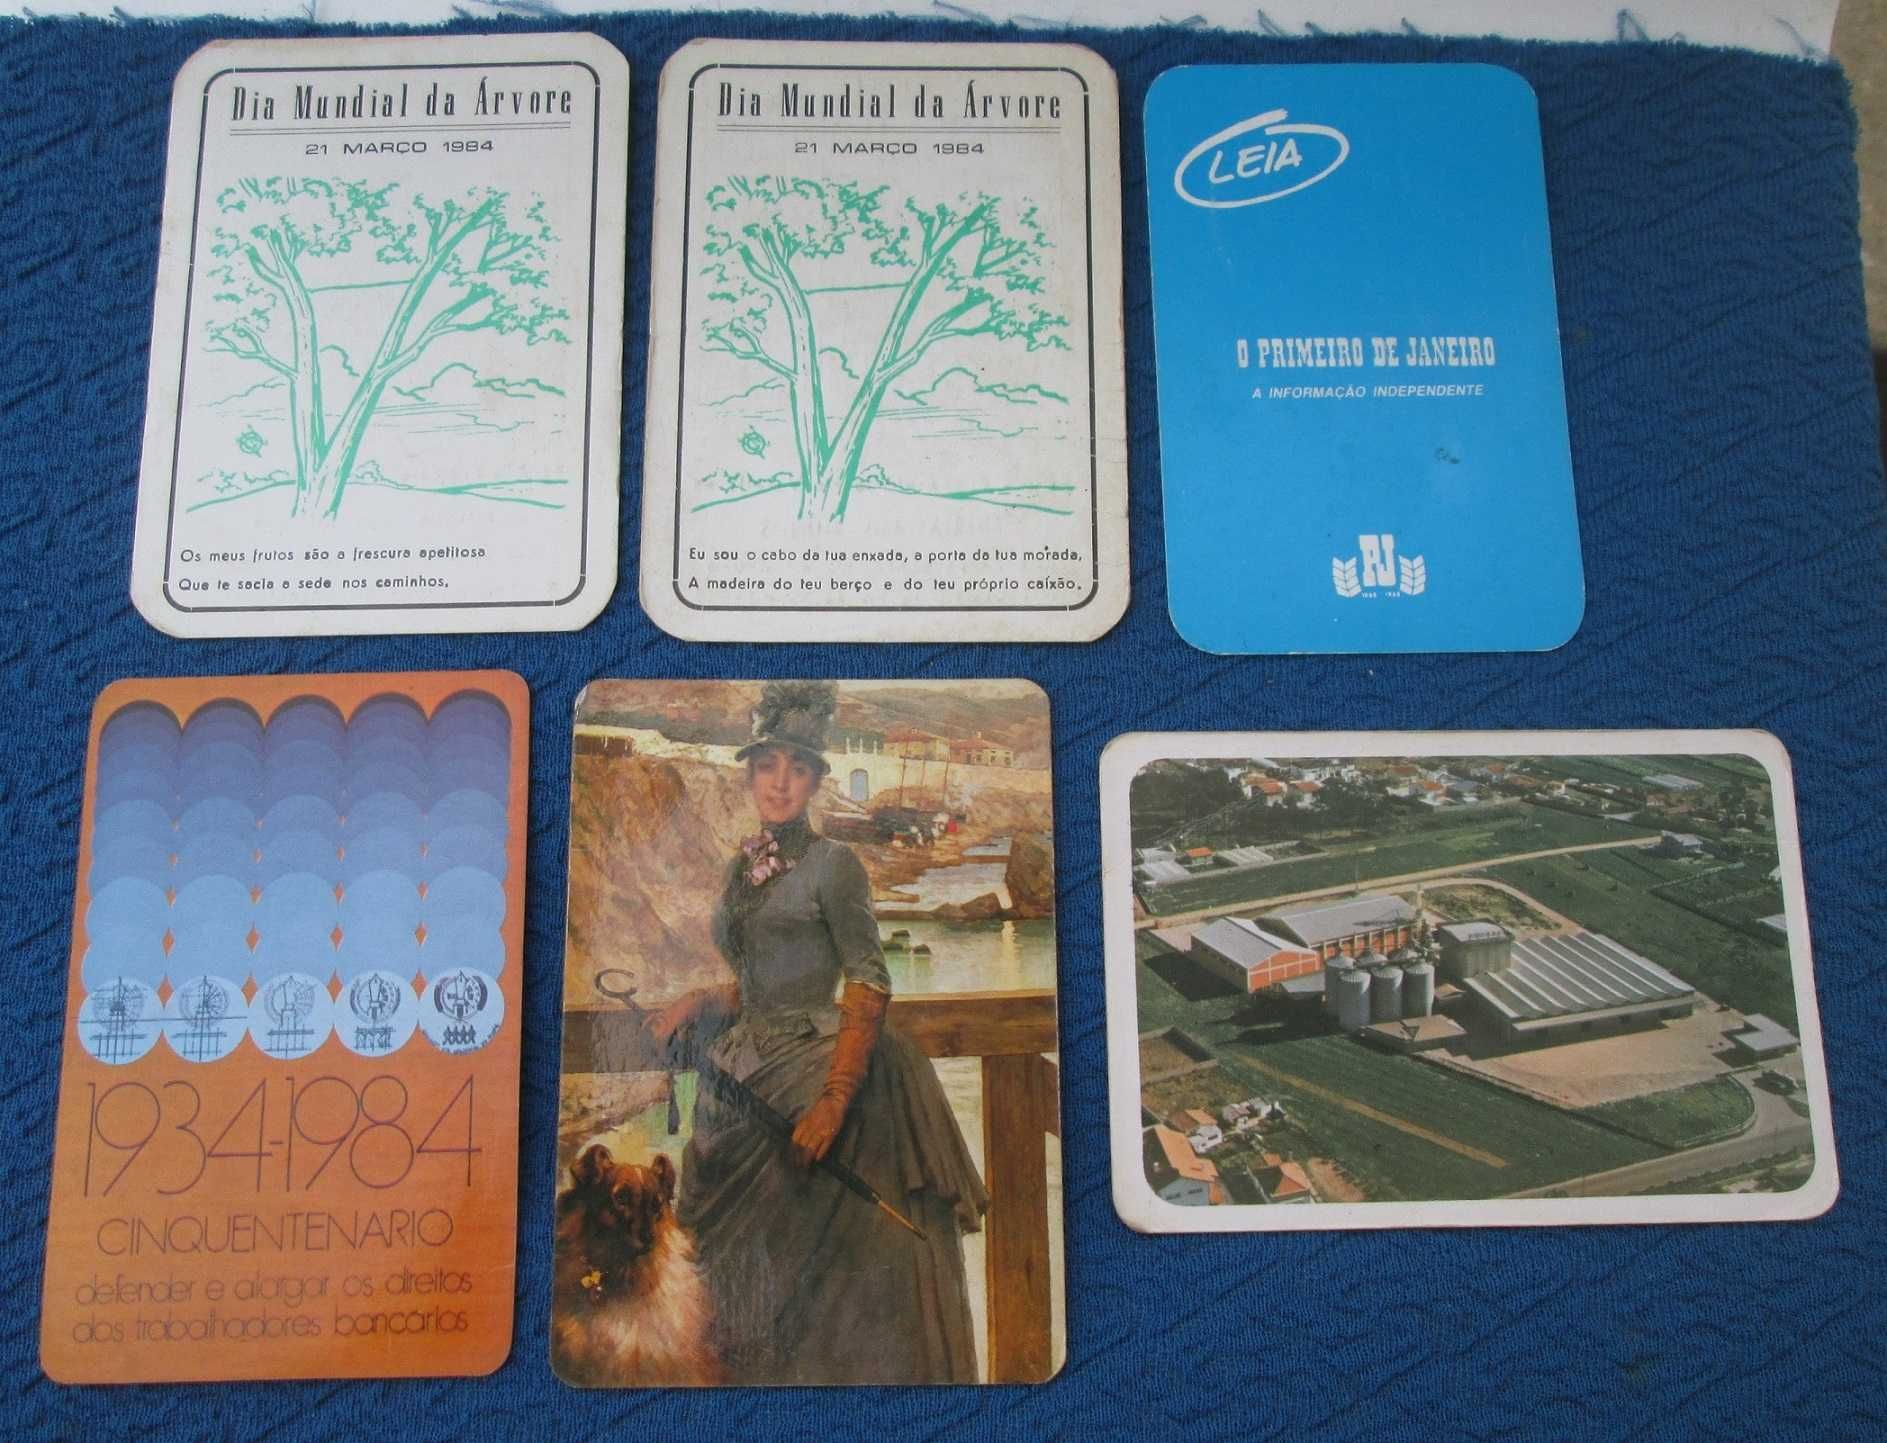 Dia Mundial da Árvore
21 MARÇO 1984
Os meus frutos são a frescura apetitosa
Que te sacia a sede nos caminhos.
Dia Mundial da Árvore
21 MARÇO 1984
Eu sou o cabo da tua enxada, a porta da tua morada,
A madeira do teu berço e do teu próprio caixão.
LEIA
O PRIMEIRO DE JANEIRO
A INFORMAÇÃO INDEPENDENTE
PJ
1934-1984
CINQUENTENARIO
defender e alargar os direitos
dos trabalhadores bancários